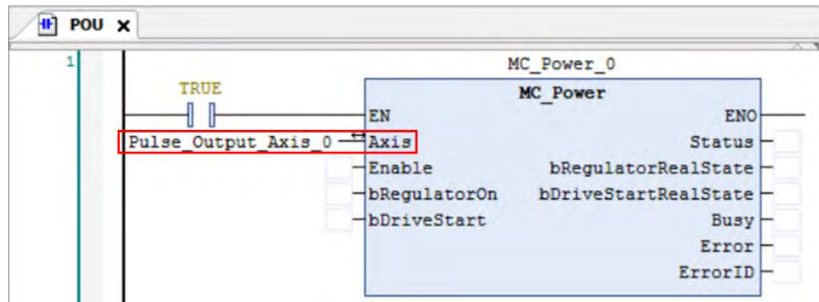 POU
1
MC_Power_0
TRUE
MC_Power
EN ENO
Pulse_Output_Axis_0 Axis Status
Enable bRegulatorRealState
bRegulatorOn bDriveStartRealState
bDriveStart Busy
Error
ErrorID